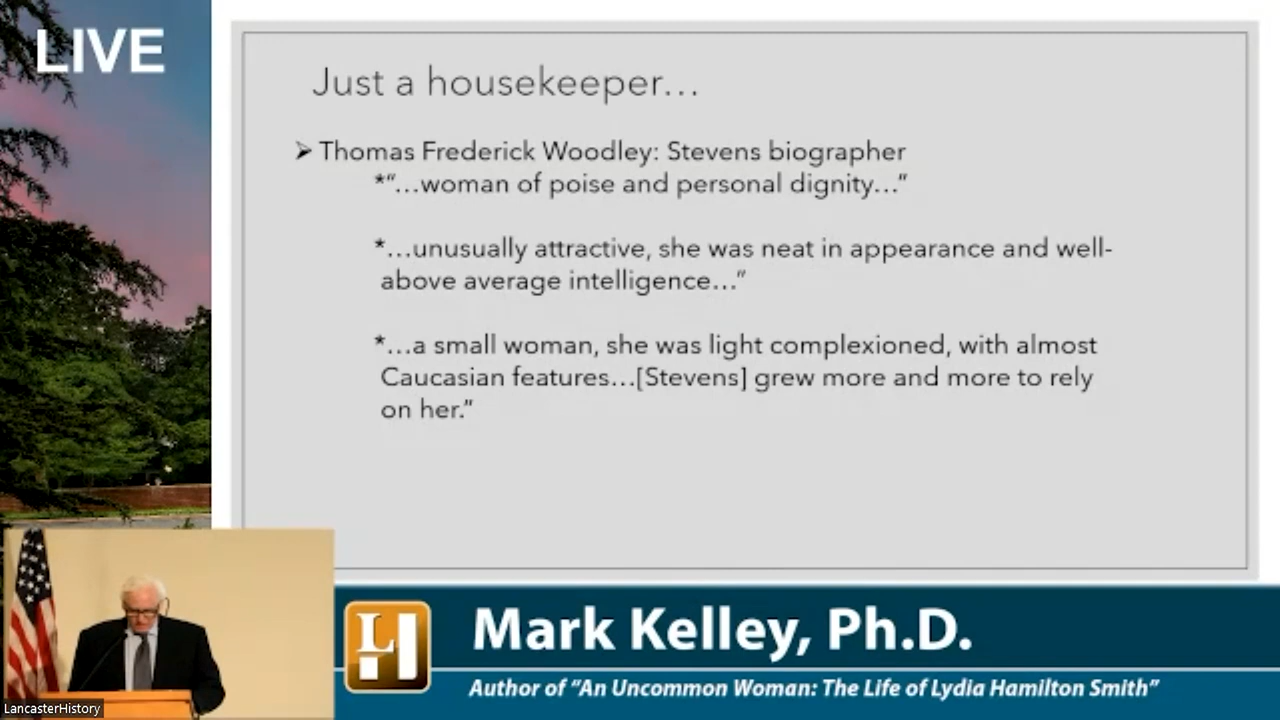 LIVE
Just a housekeeper…
➤ Thomas Frederick Woodley: Stevens biographer
*“…woman of poise and personal dignity…”
*…unusually attractive, she was neat in appearance and well-
above average intelligence…”
*…a small woman, she was light complexioned, with almost
Caucasian features…[Stevens] grew more and more to rely
on her.”
LH
Mark Kelley, Ph.D.
Author of “An Uncommon Woman: The Life of Lydia Hamilton Smith”
LancasterHistory